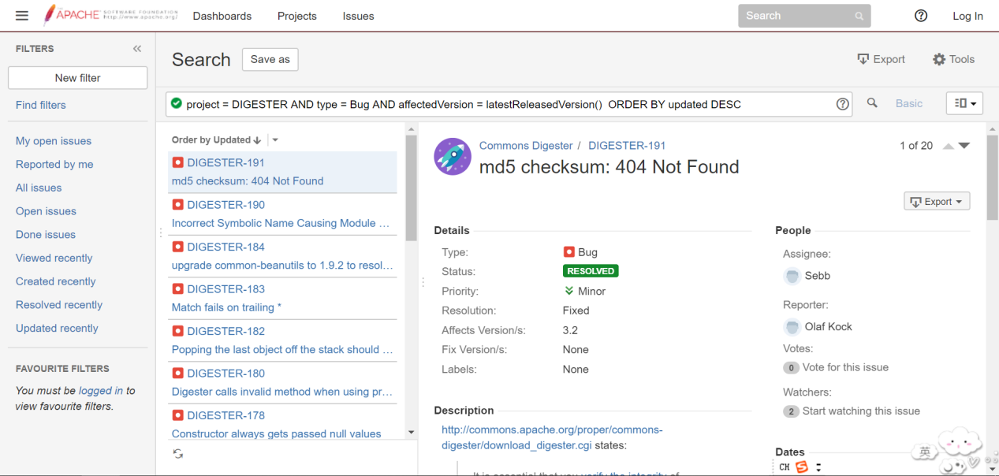 APACHE SOFTWARE FOUNDATION
http://www.apache.org/
Dashboards Projects Issues
Search
Log In
FILTERS
New filter
Find filters
My open issues
Reported by me
All issues
Open issues
Done issues
Viewed recently
Created recently
Resolved recently
Updated recently
FAVOURITE FILTERS
You must be logged in to
view favourite filters.
Search Save as
Export Tools
project = DIGESTER AND type = Bug AND affectedVersion = latestReleasedVersion() ORDER BY updated DESC
Basic
Order by Updated
DIGESTER-191
md5 checksum: 404 Not Found
DIGESTER-190
Incorrect Symbolic Name Causing Module …
DIGESTER-184
upgrade common-beanutils to 1.9.2 to resol…
DIGESTER-183
Match fails on trailing *
DIGESTER-182
Popping the last object off the stack should …
DIGESTER-180
Digester calls invalid method when using pr…
DIGESTER-178
Constructor always gets passed null values
Commons Digester / DIGESTER-191
1 of 20
md5 checksum: 404 Not Found
Export
Details
Type: Bug
Status: RESOLVED
Priority: Minor
Resolution: Fixed
Affects Version/s: 3.2
Fix Version/s: None
Labels: None
Description
http://commons.apache.org/proper/commons-
digester/download_digester.cgi states:
It is essential that you verify the integrity of
People
Assignee:
Sebb
Reporter:
Olaf Kock
Votes:
0 Vote for this issue
Watchers:
2 Start watching this issue
Dates
CH S
英